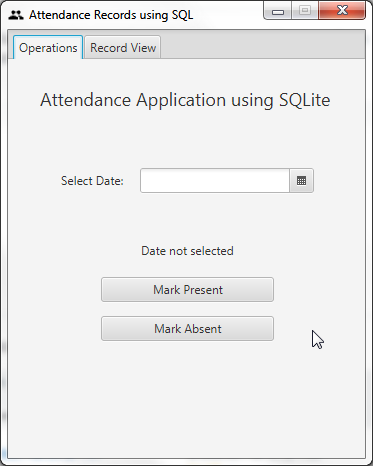 Attendance Records using SQL
Operations Record View
Attendance Application using SQLite
Select Date:
Date not selected
Mark Present
Mark Absent